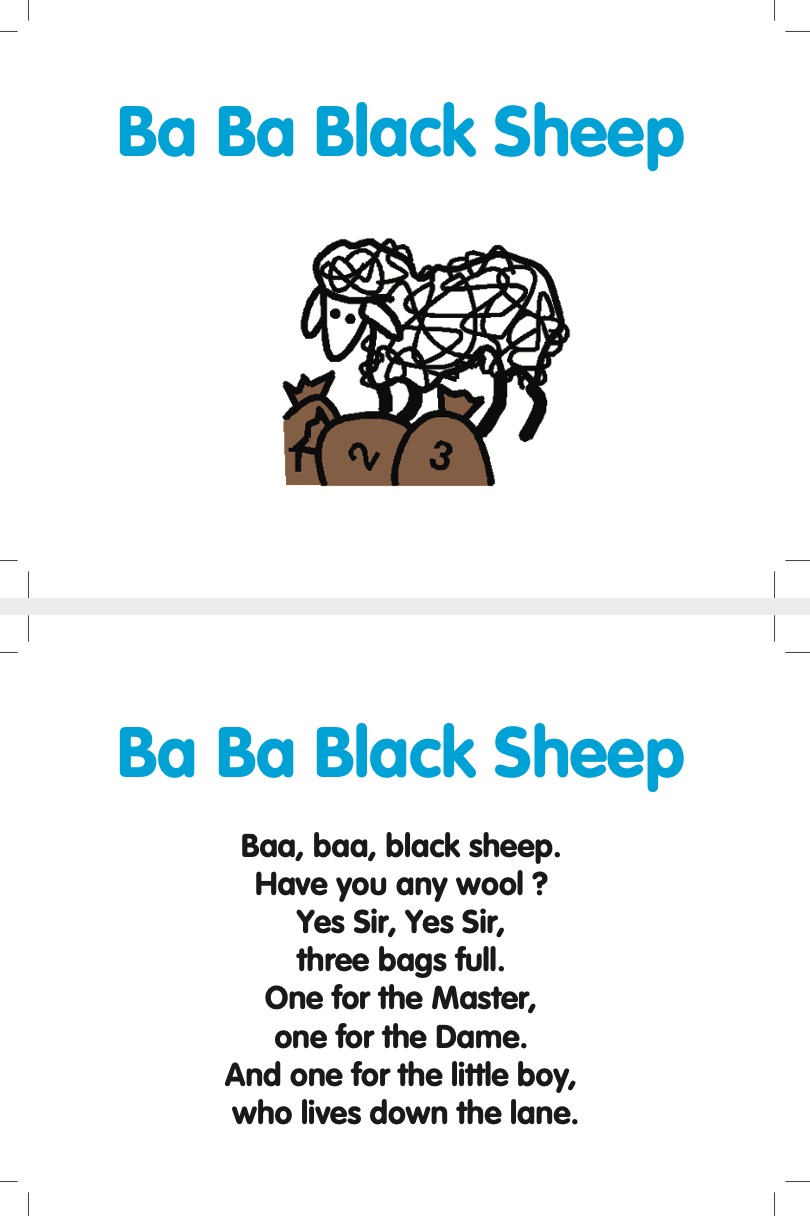 Ba Ba Black Sheep
1 2 3
Ba Ba Black Sheep
Baa, baa, black sheep.
Have you any wool ?
Yes Sir, Yes Sir,
three bags full.
One for the Master,
one for the Dame.
And one for the little boy,
who lives down the lane.